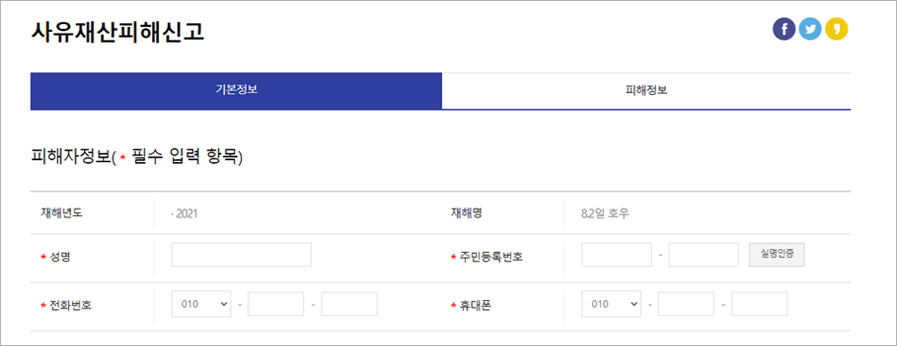 사유재산피해신고
기본정보 피해정보
피해자정보( * 필수 입력 항목)
재해년도 · 2021 재해명 8.2일 호우
* 성명 * 주민등록번호 - 실명인증
* 전화번호 010 - - * 휴대폰 010 - -